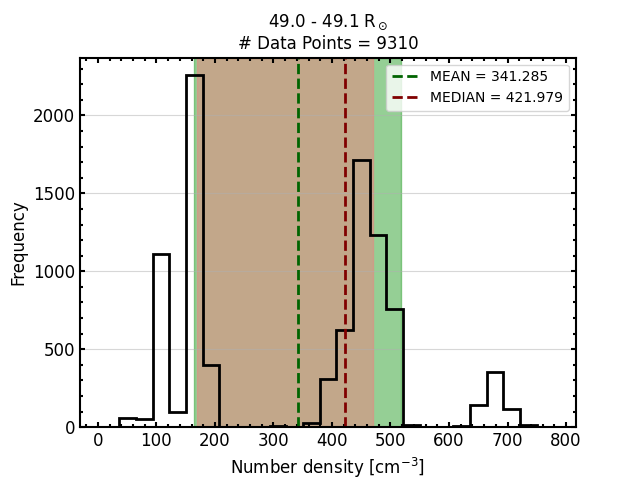 49.0 - 49.1 R⊙
# Data Points = 9310
MEAN = 341.285
MEDIAN = 421.979
Frequency
2000
1500
1000
500
0
0 100 200 300 400 500 600 700 800
Number density [cm⁻³]